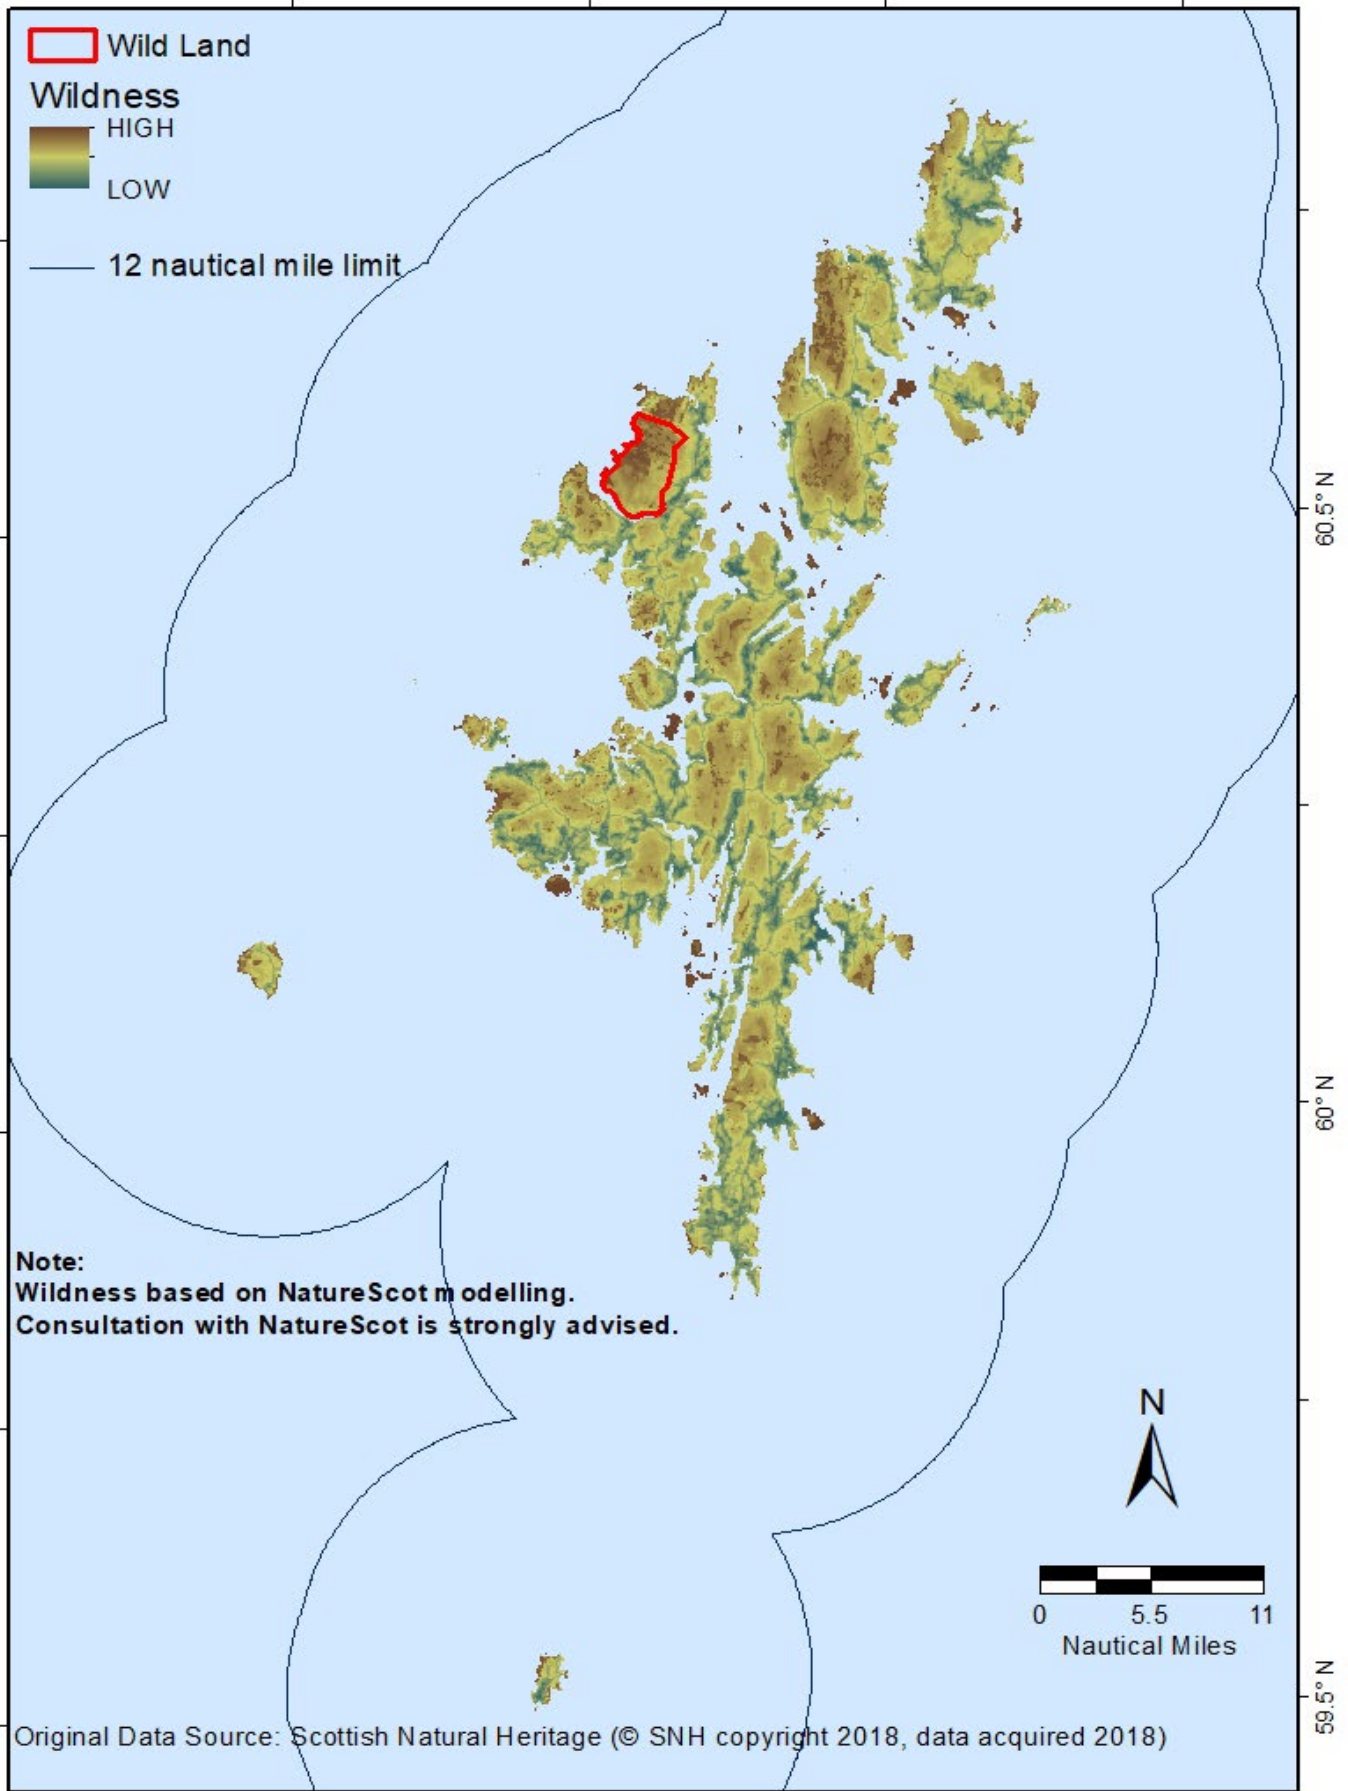 Wild Land
Wildness
HIGH
LOW
12 nautical mile limit
60.5° N
60° N
Note:
Wildness based on NatureScot modelling.
Consultation with NatureScot is strongly advised.
N
0 5.5 11
Nautical Miles
59.5° N
Original Data Source: Scottish Natural Heritage (© SNH copyright 2018, data acquired 2018)